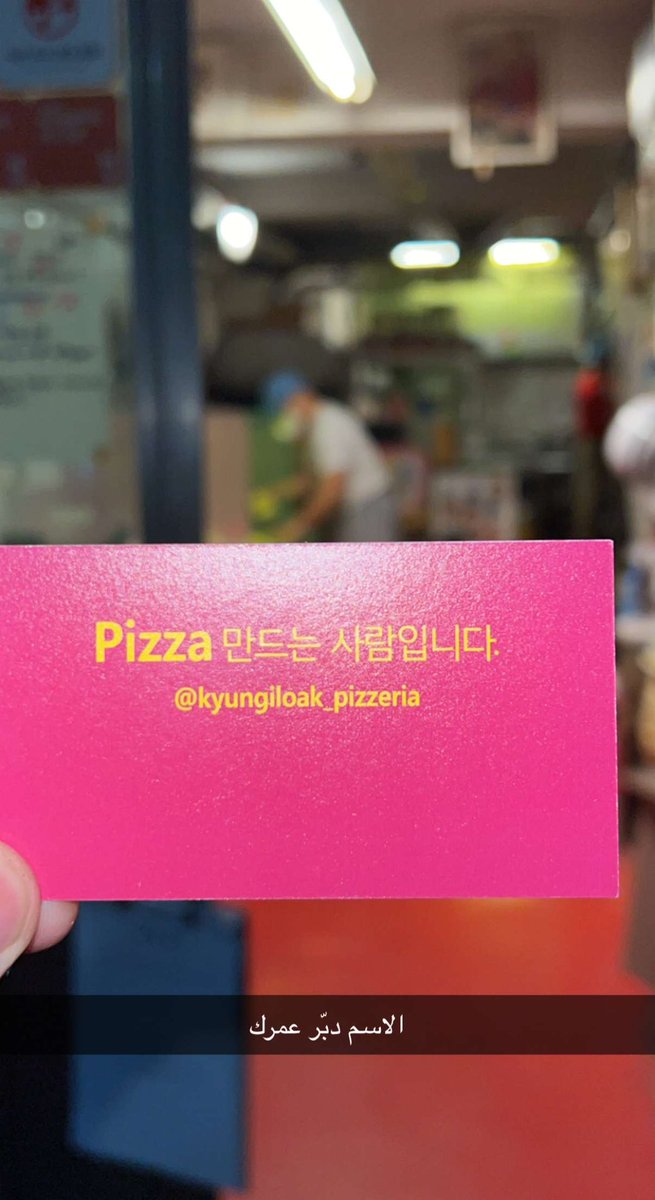 Pizza 만드는 사람입니다.
@kyungiloak_pizzeria
الاسم دبّر عمرك